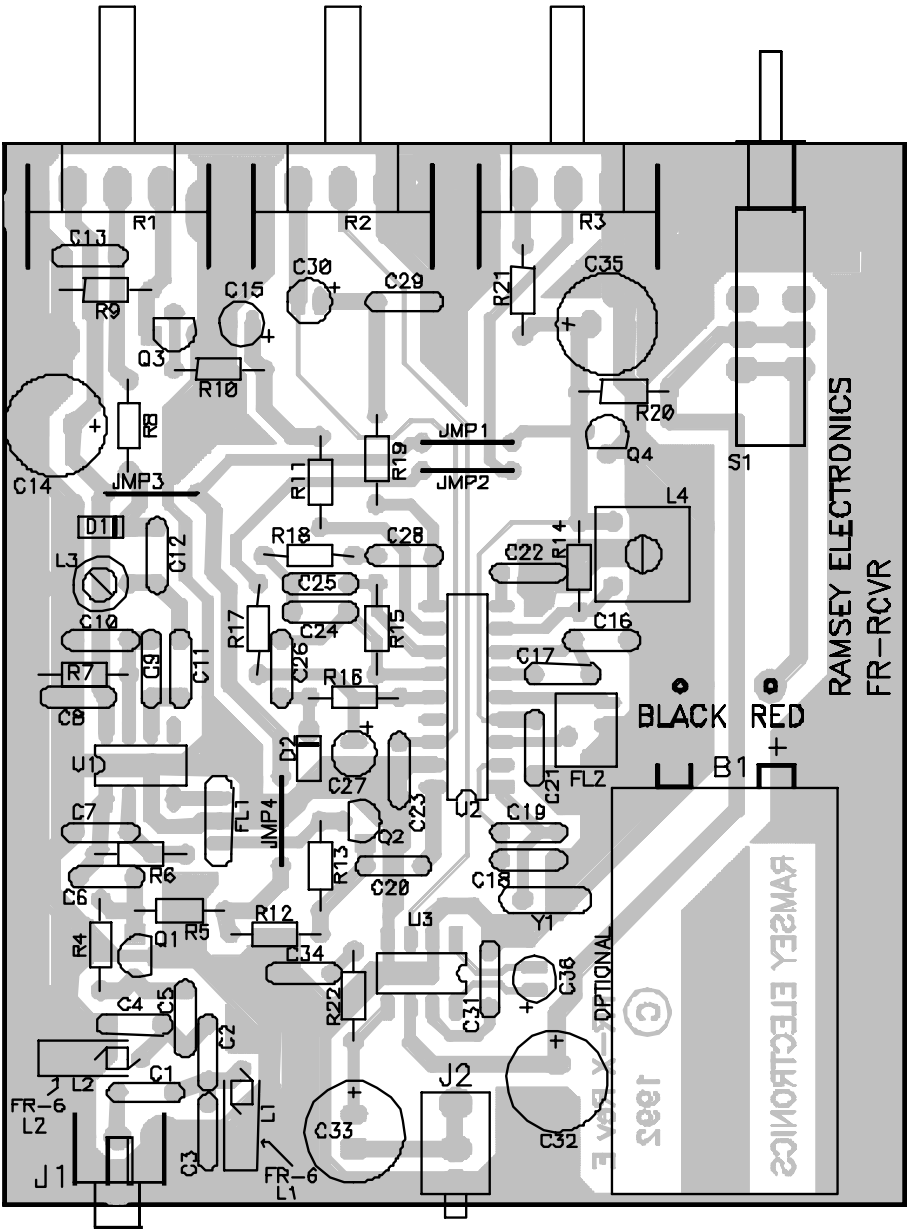 R1
R2
R3
C13
R9
C15
C30
C29
R21
C35
Q3
R10
R20
C14
R8
R11
R19
JMP1
JMP2
Q4
S1
JMP3
D1
C12
L3
R18
C28
C22
R14
L4
C25
C24
R17
R15
C10
C9
C11
R7
C8
C26
R16
C16
C17
BLACK
RED
RAMSEY ELECTRONICS
FR-RCVR
D2
C27
C23
U2
C21
FL2
B1
+
U1
C7
FL1
JMP4
Q2
R13
C20
C19
C18
Y1
R6
C6
R4
Q1
R5
R12
C34
R22
U3
C31
C36
OPTIONAL
C4
C5
C2
L2
FR-6
L2
C1
C3
L1
FR-6
L1
J1
C33
J2
C32
RAMSEY ELECTRONICS
© 1992